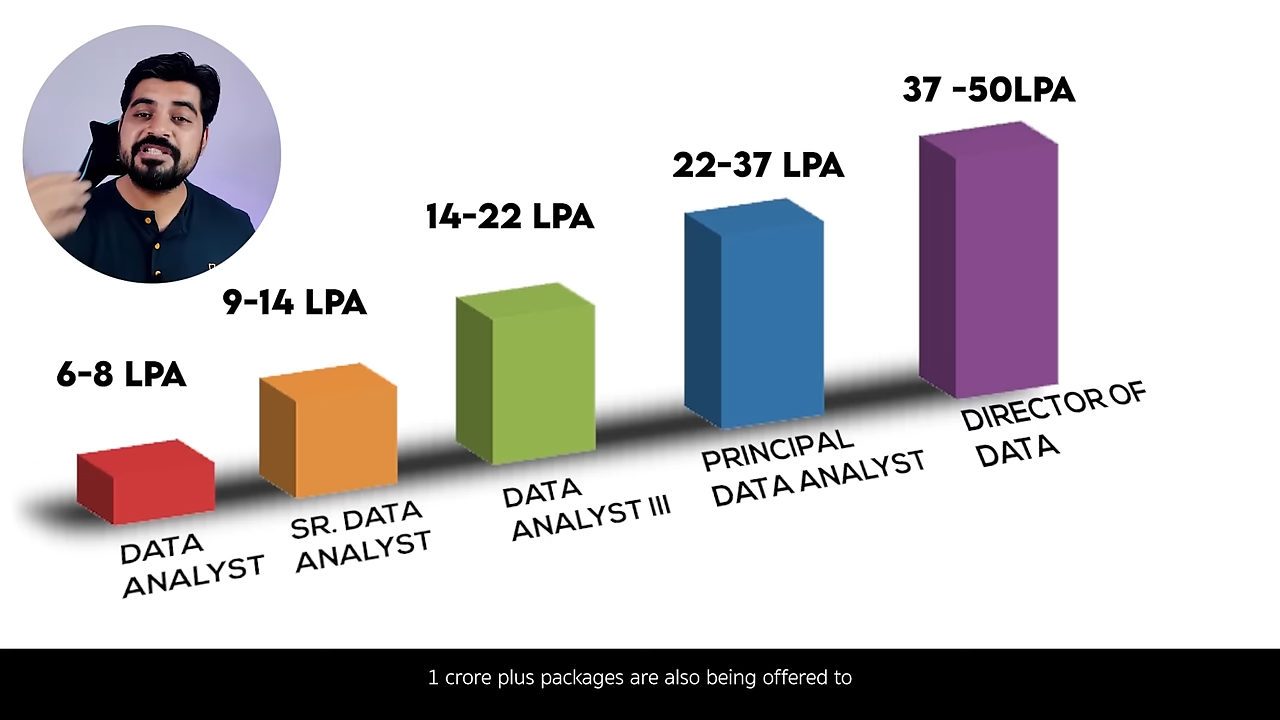 37 -50LPA
22-37 LPA
14-22 LPA
9-14 LPA
6-8 LPA
DATA
ANALYST
SR. DATA
ANALYST
DATA
ANALYST III
PRINCIPAL
DATA ANALYST
DIRECTOR OF
DATA
1 crore plus packages are also being offered to